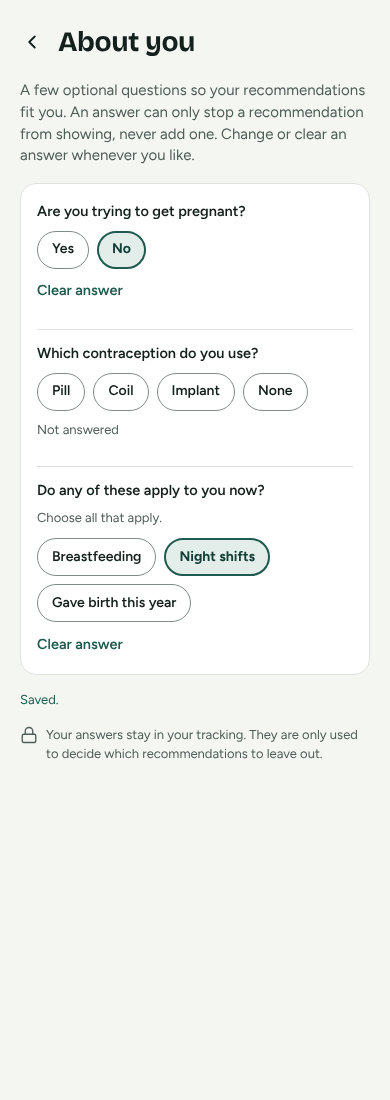 About you
A few optional questions so your recommendations
fit you. An answer can only stop a recommendation
from showing, never add one. Change or clear an
answer whenever you like.
Are you trying to get pregnant?
Yes No
Clear answer
Which contraception do you use?
Pill Coil Implant None
Not answered
Do any of these apply to you now?
Choose all that apply.
Breastfeeding Night shifts
Gave birth this year
Clear answer
Saved.
Your answers stay in your tracking. They are only used
to decide which recommendations to leave out.